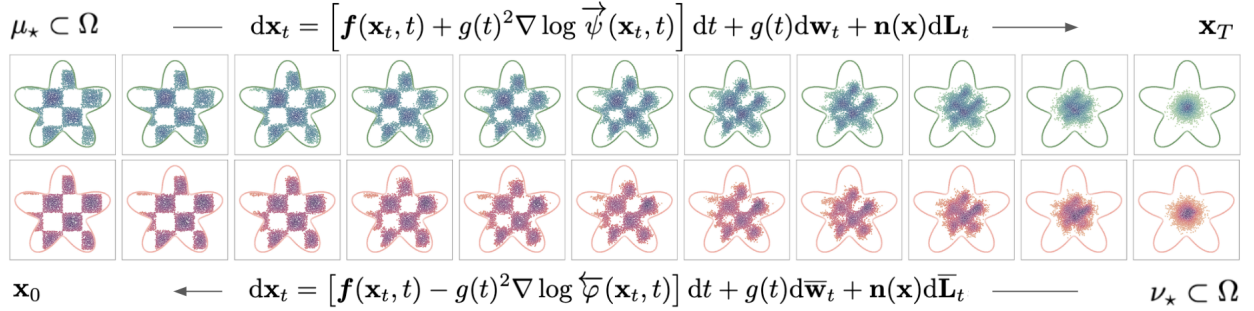 μ⋆ ⊂ Ω dx_t = [f(x_t, t) + g(t)² ∇ log ψ⃗(x_t, t)] dt + g(t)dw_t + n(x)dL_t x_T
x_0 dx_t = [f(x_t, t) − g(t)² ∇ log φ⃖(x_t, t)] dt + g(t)dw̅_t + n(x)dL̅_t ν⋆ ⊂ Ω